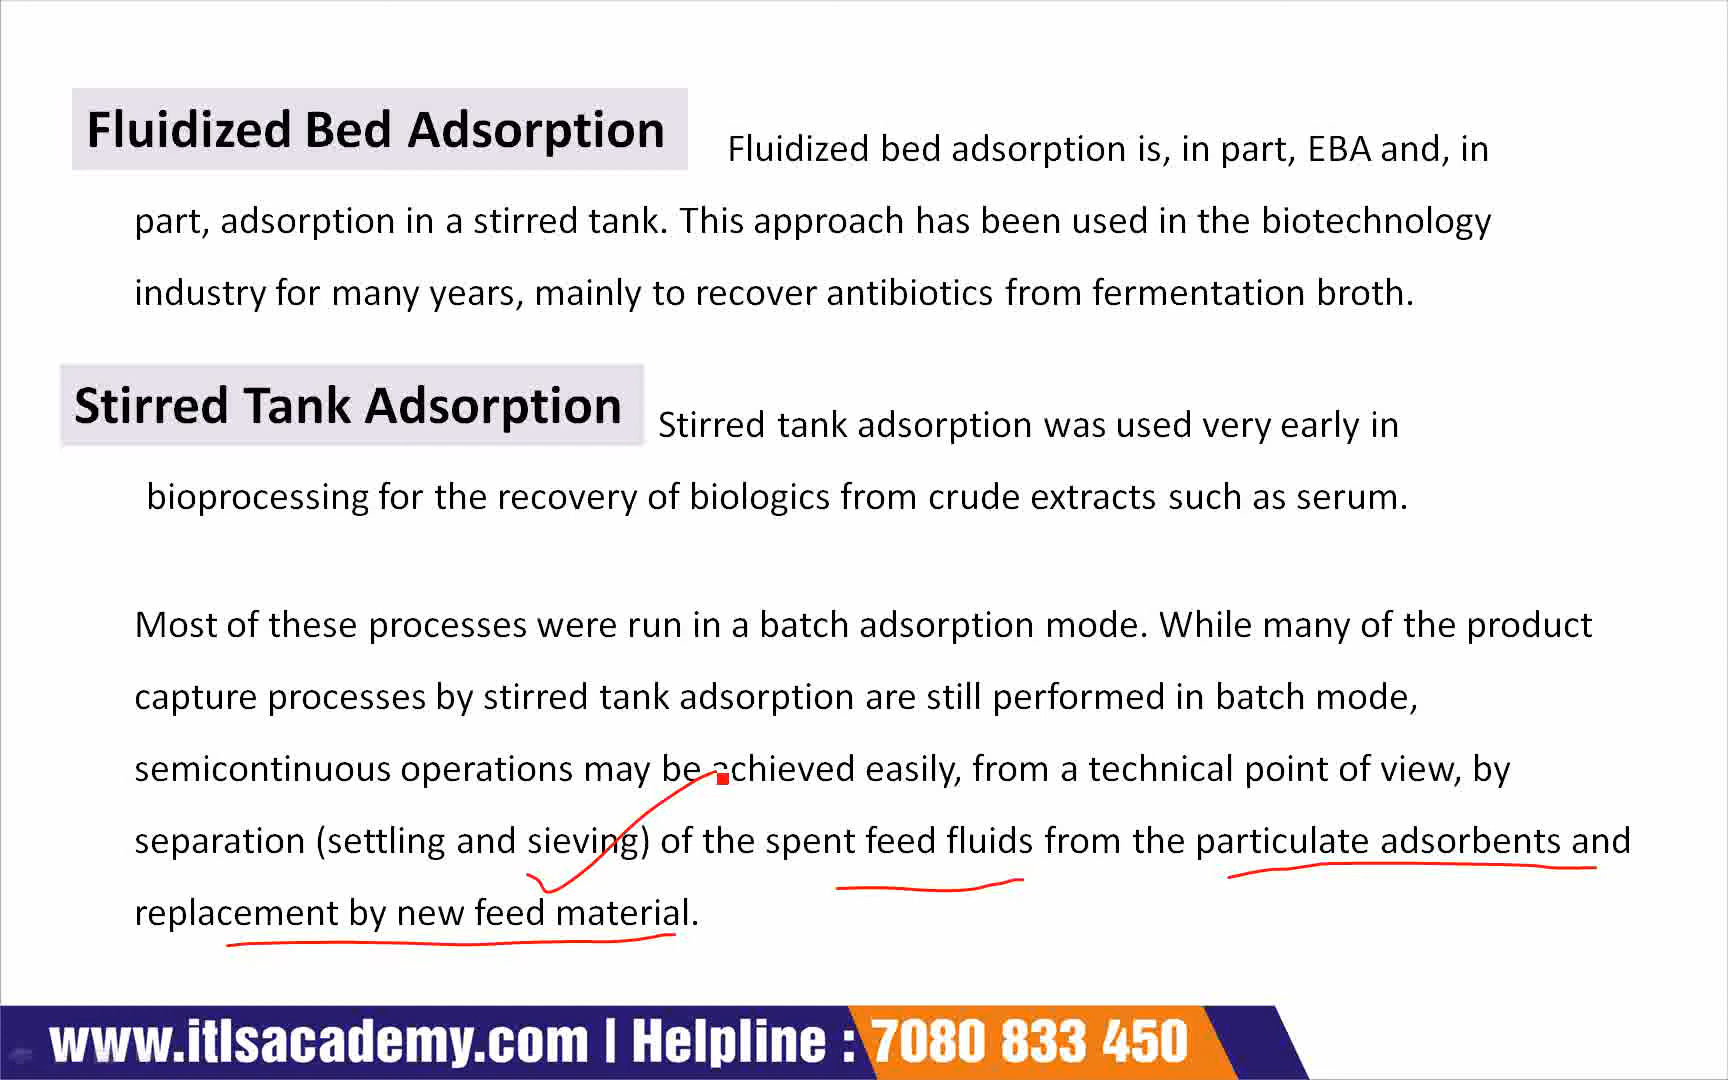 Fluidized Bed Adsorption Fluidized bed adsorption is, in part, EBA and, in
part, adsorption in a stirred tank. This approach has been used in the biotechnology
industry for many years, mainly to recover antibiotics from fermentation broth.
Stirred Tank Adsorption Stirred tank adsorption was used very early in
bioprocessing for the recovery of biologics from crude extracts such as serum.
Most of these processes were run in a batch adsorption mode. While many of the product
capture processes by stirred tank adsorption are still performed in batch mode,
semicontinuous operations may be achieved easily, from a technical point of view, by
separation (settling and sieving) of the spent feed fluids from the particulate adsorbents and
replacement by new feed material.
www.itlsacademy.com | Helpline : 7080 833 450